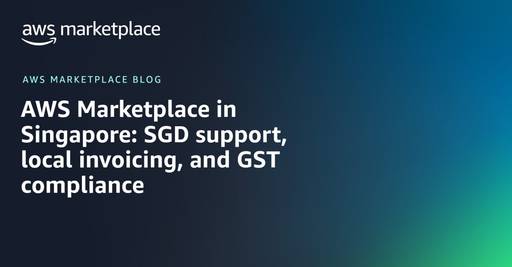 aws marketplace
AWS MARKETPLACE BLOG
AWS Marketplace in
Singapore: SGD support,
local invoicing, and GST
compliance